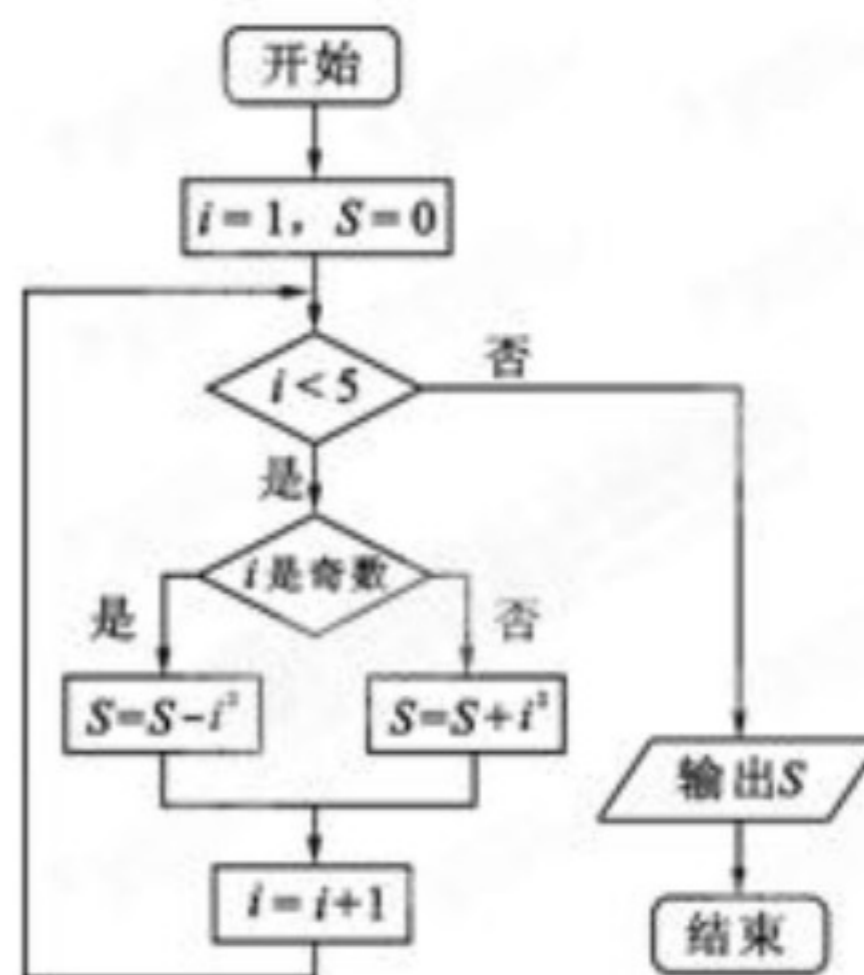 开始
i=1, S=0
i<5
否
是
i是奇数
是
否
S=S-i²
S=S+i²
输出S
i=i+1
结束